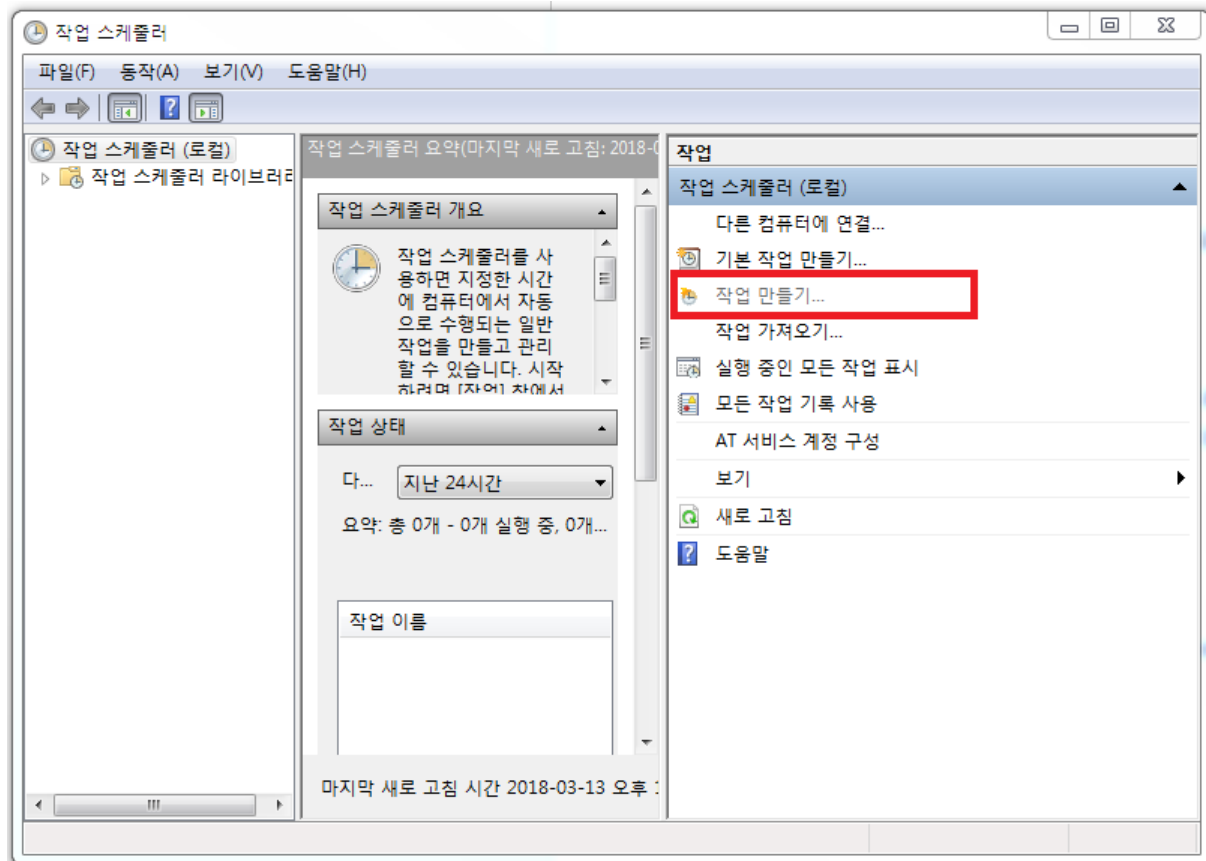 작업 스케줄러
파일(F) 동작(A) 보기(V) 도움말(H)
작업 스케줄러 (로컬)
작업 스케줄러 라이브러리
작업 스케줄러 요약(마지막 새로 고침: 2018-0
작업 스케줄러 개요
작업 스케줄러를 사
용하면 지정한 시간
에 컴퓨터에서 자동
으로 수행되는 일반
작업을 만들고 관리
할 수 있습니다. 시작
하려면 [작업] 창에서
작업 상태
다... 지난 24시간
요약: 총 0개 - 0개 실행 중, 0개...
작업 이름
마지막 새로 고침 시간 2018-03-13 오후
작업
작업 스케줄러 (로컬)
다른 컴퓨터에 연결...
기본 작업 만들기...
작업 만들기...
작업 가져오기...
실행 중인 모든 작업 표시
모든 작업 기록 사용
AT 서비스 계정 구성
보기
새로 고침
도움말